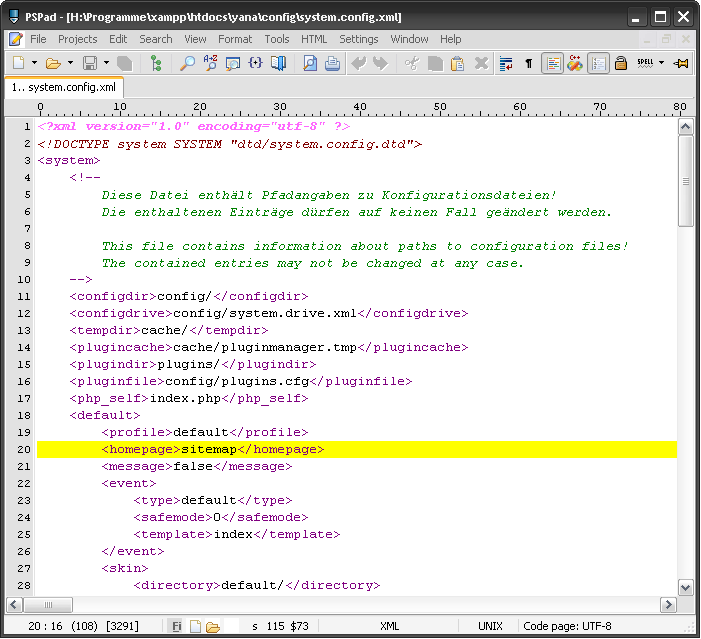 PSPad - [H:\Programme\xampp\htdocs\yana\config\system.config.xml]
File Projects Edit Search View Format Tools HTML Settings Window Help
1.. system.config.xml
0 10 20 30 40 50 60 70 80
1 <?xml version="1.0" encoding="utf-8" ?>
2 <!DOCTYPE system SYSTEM "dtd/system.config.dtd">
3 <system>
4 <!--
5 Diese Datei enthält Pfadangaben zu Konfigurationsdateien!
6 Die enthaltenen Einträge dürfen auf keinen Fall geändert werden.
7
8 This file contains information about paths to configuration files!
9 The contained entries may not be changed at any case.
10 -->
11 <configdir>config/</configdir>
12 <configdrive>config/system.drive.xml</configdrive>
13 <tempdir>cache/</tempdir>
14 <plugincache>cache/pluginmanager.tmp</plugincache>
15 <plugindir>plugins/</plugindir>
16 <pluginfile>config/plugins.cfg</pluginfile>
17 <php_self>index.php</php_self>
18 <default>
19 <profile>default</profile>
20 <homepage>sitemap</homepage>
21 <message>false</message>
22 <event>
23 <type>default</type>
24 <safemode>0</safemode>
25 <template>index</template>
26 </event>
27 <skin>
28 <directory>default/</directory>
20 : 16 (108) [3291] Fi s 115 $73 XML UNIX Code page: UTF-8